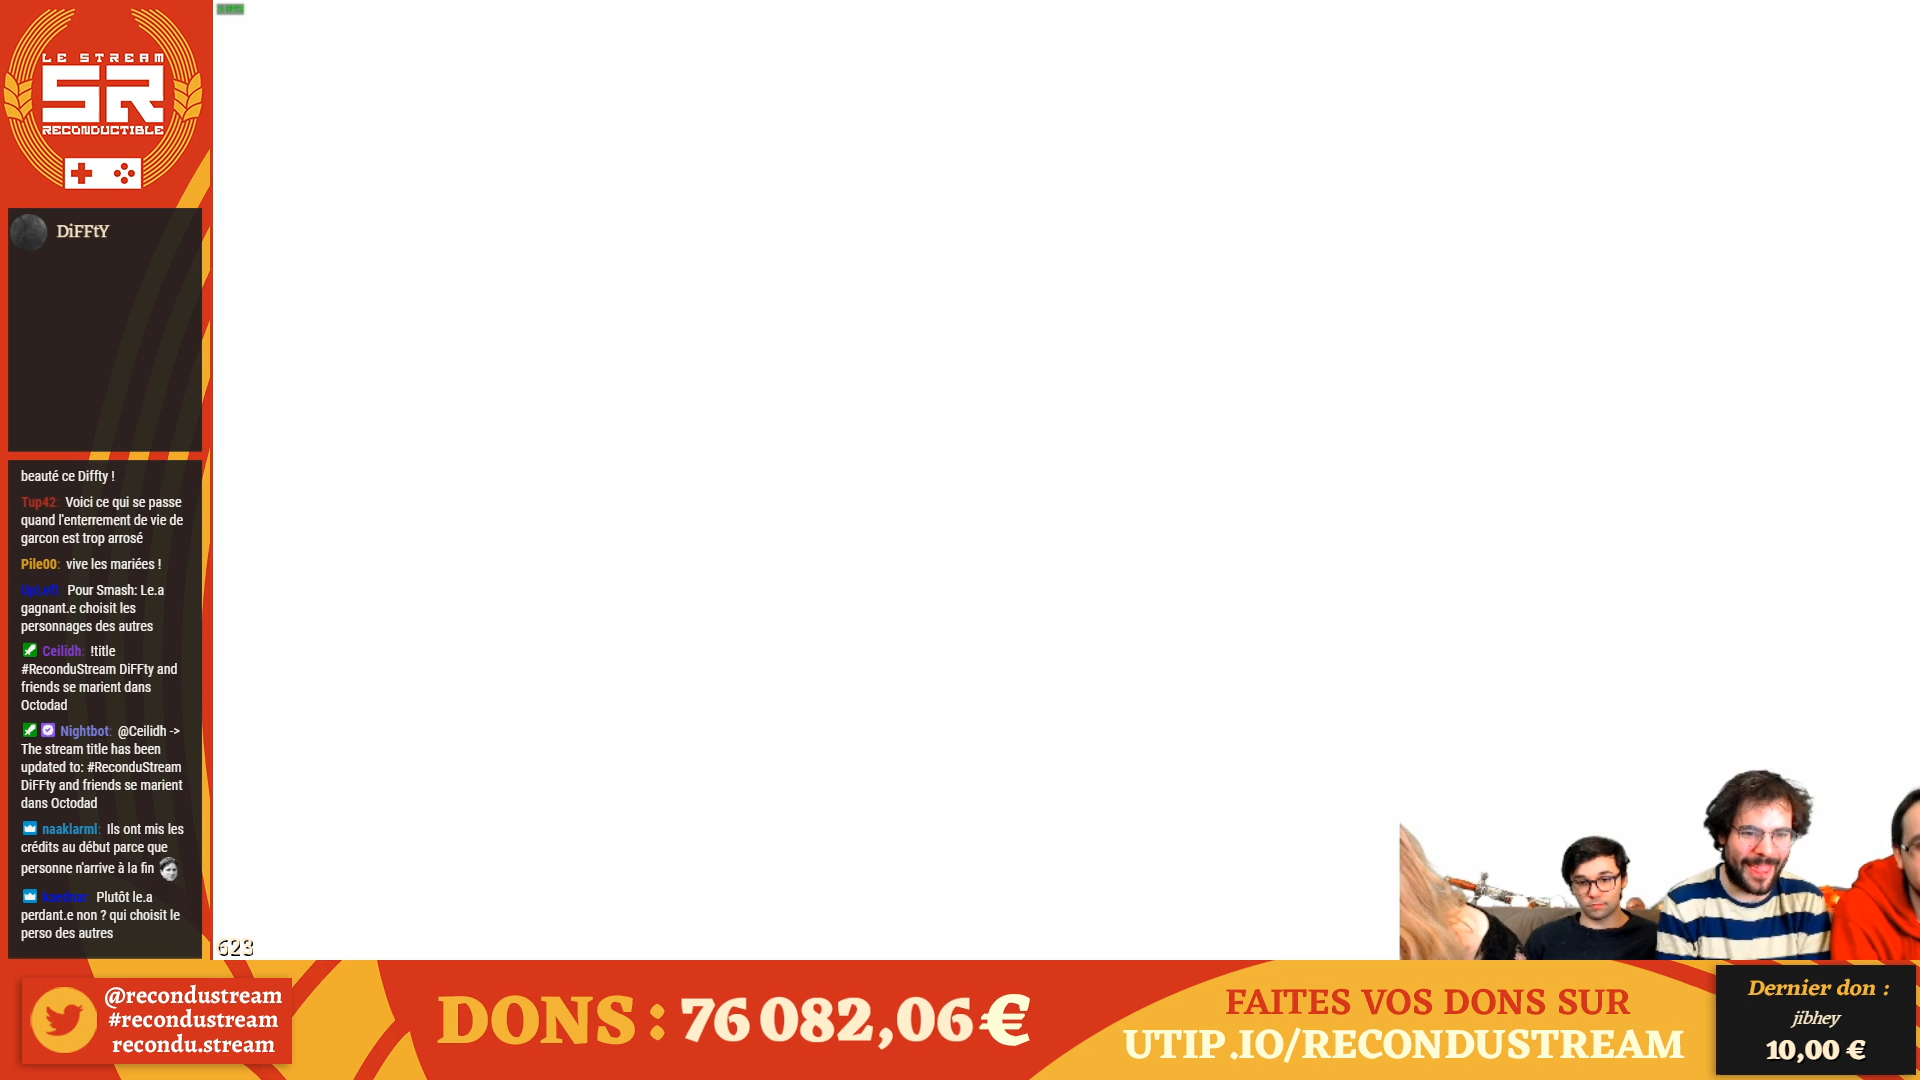 LE STREAM
SR
RECONDUCTIBLE
DiFFtY
beauté ce Diffty !
Tup42: Voici ce qui se passe
quand l'enterrement de vie de
garcon est trop arrosé
Pile00: vive les mariées !
Pour Smash: Le.a
gagnant.e choisit les
personnages des autres
Ceilidh: !title
#ReconduStream DiFFty and
friends se marient dans
Octodad
Nightbot: @Ceilidh ->
The stream title has been
updated to: #ReconduStream
DiFFty and friends se marient
dans Octodad
naaklarml: Ils ont mis les
crédits au début parce que
personne n'arrive à la fin
Plutôt le.a
perdant.e non ? qui choisit le
perso des autres
623
@recondustream
#recondustream
recondu.stream
DONS : 76 082,06 €
FAITES VOS DONS SUR
UTIP.IO/RECONDUSTREAM
Dernier don :
jibhey
10,00 €